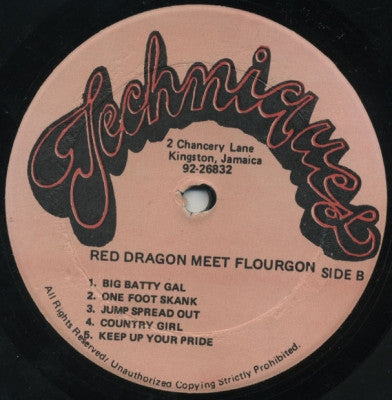 Techniques
2 Chancery Lane
Kingston, Jamaica
92-26832
RED DRAGON MEET FLOURGON SIDE B
1. BIG BATTY GAL
2. ONE FOOT SKANK
3. JUMP SPREAD OUT
4. COUNTRY GIRL
5. KEEP UP YOUR PRIDE
All Rights Reserved/ Unauthorized Copying Strictly Prohibited.